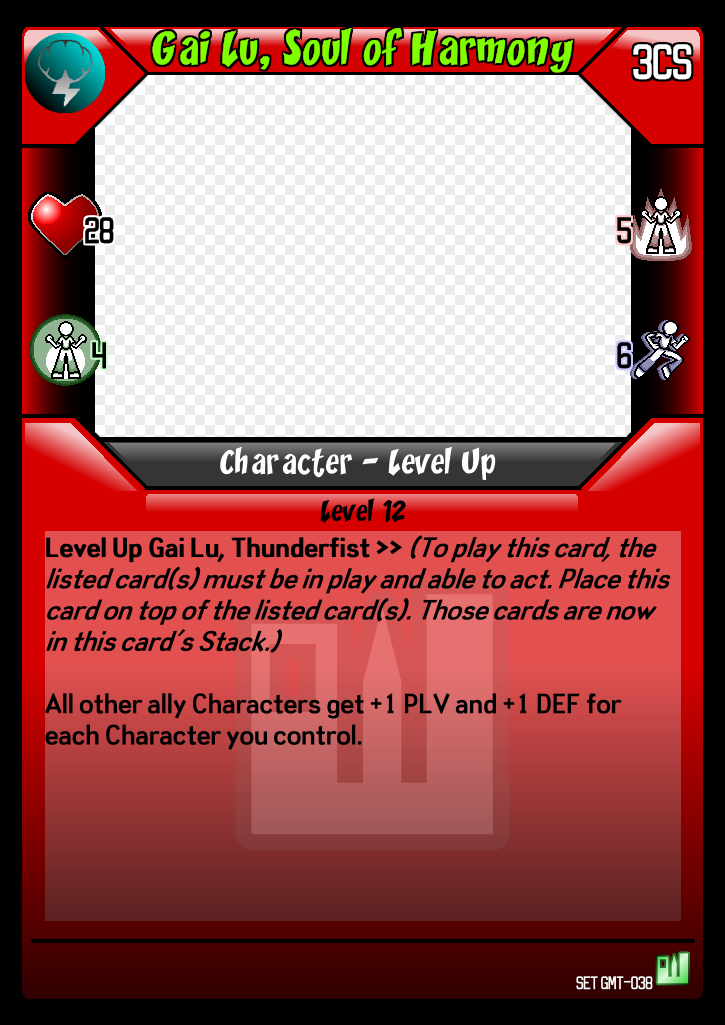 Gai Lu, Soul of Harmony
3CS
28
5
4
6
Character - Level Up
Level 12
Level Up Gai Lu, Thunderfist >> (To play this card, the
listed card(s) must be in play and able to act. Place this
card on top of the listed card(s). Those cards are now
in this card's Stack.)
All other ally Characters get +1 PLV and +1 DEF for
each Character you control.
SET GMT-038